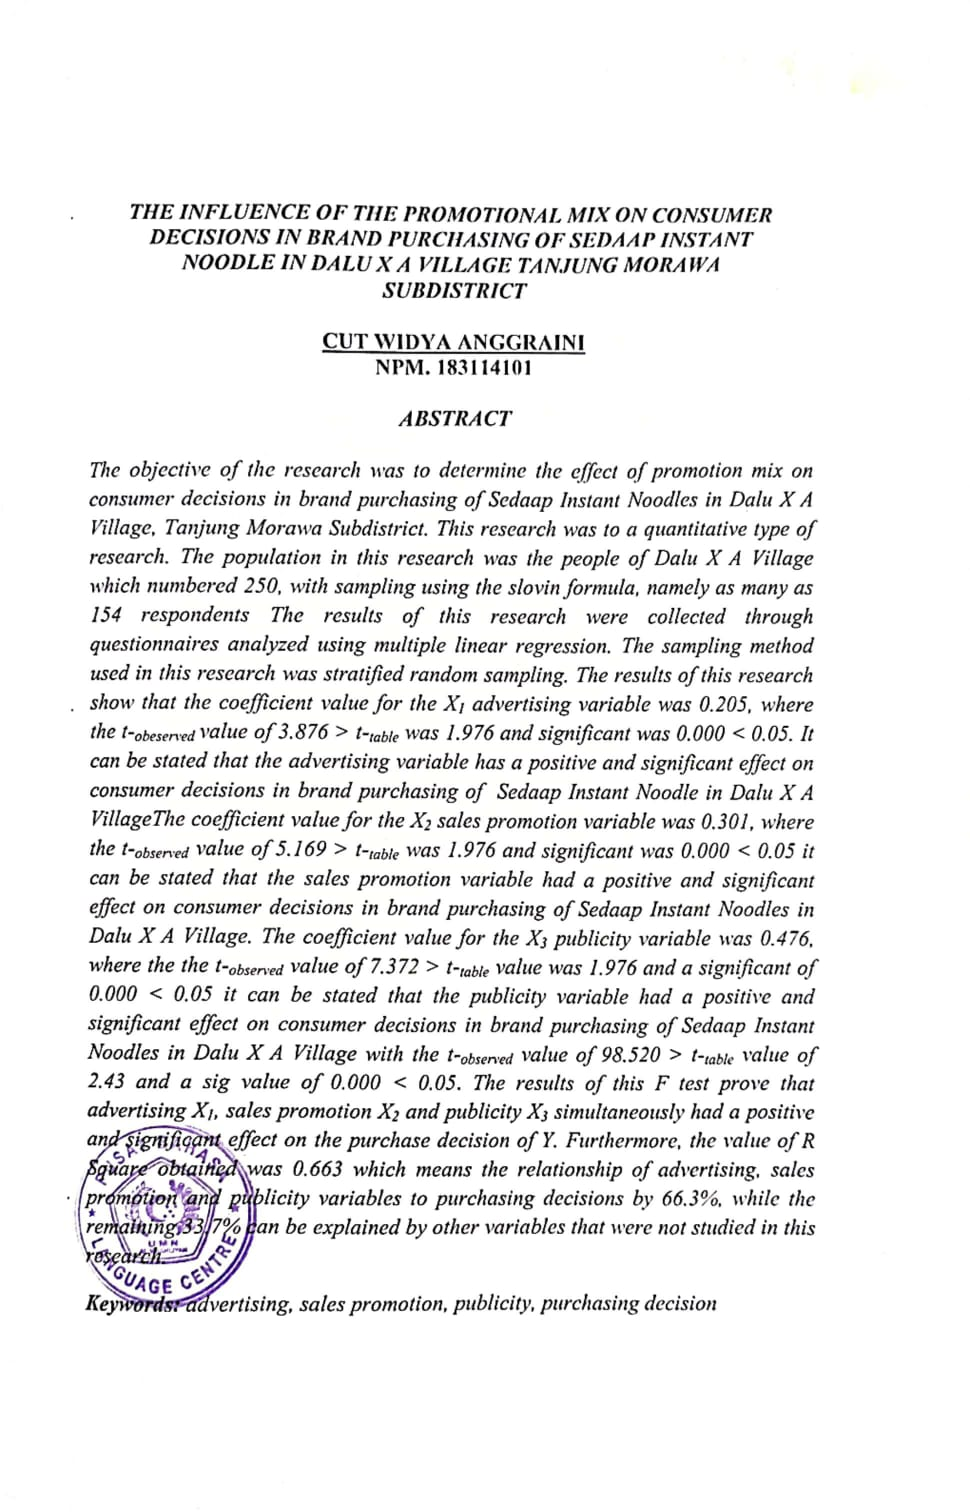 THE INFLUENCE OF THE PROMOTIONAL MIX ON CONSUMER
DECISIONS IN BRAND PURCHASING OF SEDAAP INSTANT
NOODLE IN DALU X A VILLAGE TANJUNG MORAWA
SUBDISTRICT
CUT WIDYA ANGGRAINI
NPM. 183114101
ABSTRACT
The objective of the research was to determine the effect of promotion mix on
consumer decisions in brand purchasing of Sedaap Instant Noodles in Dalu X A
Village, Tanjung Morawa Subdistrict. This research was to a quantitative type of
research. The population in this research was the people of Dalu X A Village
which numbered 250, with sampling using the slovin formula, namely as many as
154 respondents The results of this research were collected through
questionnaires analyzed using multiple linear regression. The sampling method
used in this research was stratified random sampling. The results of this research
show that the coefficient value for the X1 advertising variable was 0.205, where
the t-obeserved value of 3.876 > t-table was 1.976 and significant was 0.000 < 0.05. It
can be stated that the advertising variable has a positive and significant effect on
consumer decisions in brand purchasing of Sedaap Instant Noodle in Dalu X A
VillageThe coefficient value for the X2 sales promotion variable was 0.301, where
the t-observed value of 5.169 > t-table was 1.976 and significant was 0.000 < 0.05 it
can be stated that the sales promotion variable had a positive and significant
effect on consumer decisions in brand purchasing of Sedaap Instant Noodles in
Dalu X A Village. The coefficient value for the X3 publicity variable was 0.476,
where the the t-observed value of 7.372 > t-table value was 1.976 and a significant of
0.000 < 0.05 it can be stated that the publicity variable had a positive and
significant effect on consumer decisions in brand purchasing of Sedaap Instant
Noodles in Dalu X A Village with the t-observed value of 98.520 > t-table value of
2.43 and a sig value of 0.000 < 0.05. The results of this F test prove that
advertising X1, sales promotion X2 and publicity X3 simultaneously had a positive
and significant effect on the purchase decision of Y. Furthermore, the value of R
Square obtained was 0.663 which means the relationship of advertising, sales
promotion and publicity variables to purchasing decisions by 66.3%, while the
remaining 33,7% can be explained by other variables that were not studied in this
research.
UMN
LANGUAGE CENTRE
Keywords: advertising, sales promotion, publicity, purchasing decision